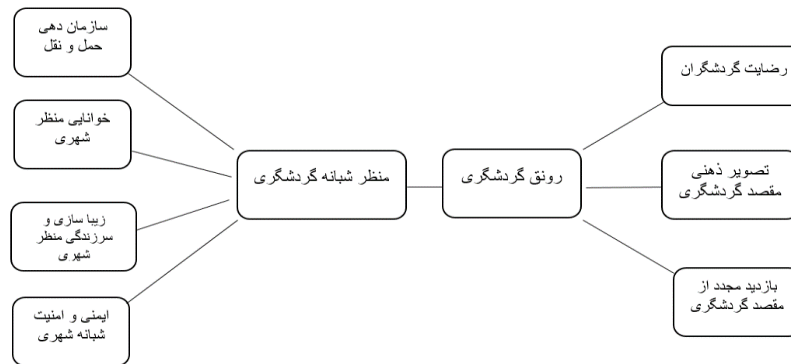 سازمان دهی
حمل و نقل
خوانایی منظر
شهری
زیبا سازی و
سرزندگی منظر
شهری
ایمنی و امنیت
شبانه شهری
منظر شبانه گردشگری
رونق گردشگری
رضایت گردشگران
تصویر ذهنی
مقصد گردشگری
بازدید مجدد از
مقصد گردشگری